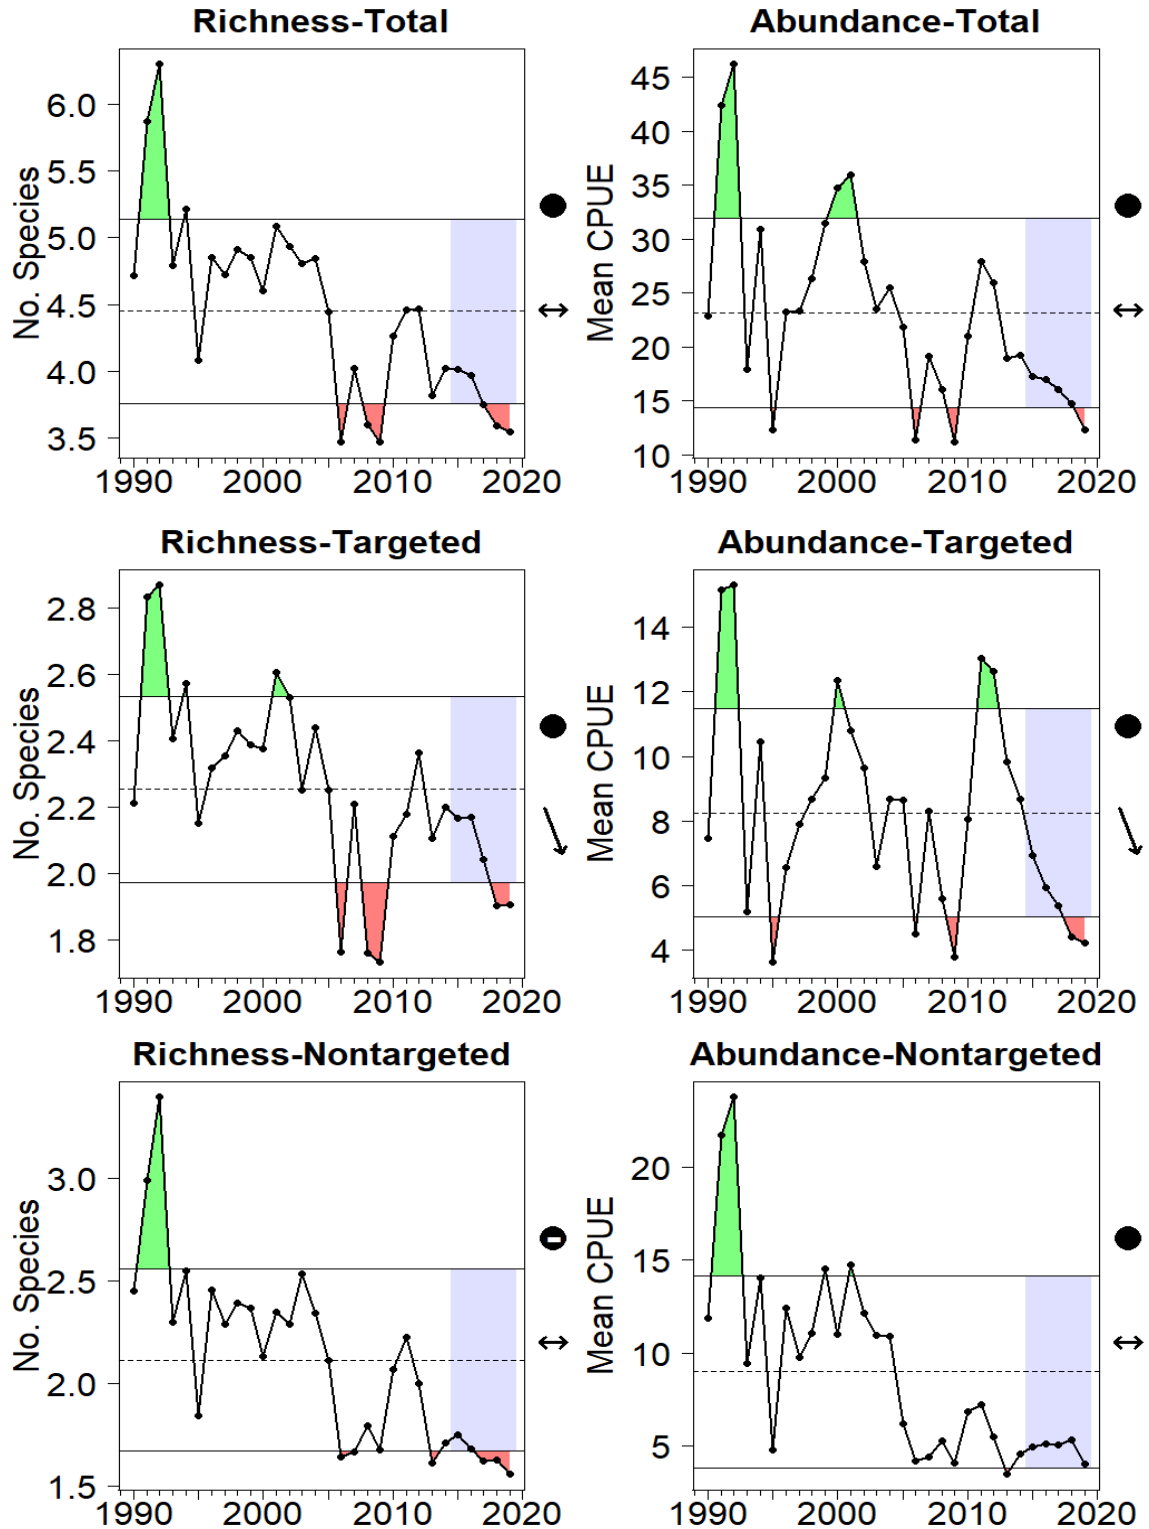 Richness-Total
No. Species
6.0
5.5
5.0
4.5
4.0
3.5
1990 2000 2010 2020
Abundance-Total
Mean CPUE
45
40
35
30
25
20
15
10
1990 2000 2010 2020
Richness-Targeted
No. Species
2.8
2.6
2.4
2.2
2.0
1.8
1990 2000 2010 2020
Abundance-Targeted
Mean CPUE
14
12
10
8
6
4
1990 2000 2010 2020
Richness-Nontargeted
No. Species
3.0
2.5
2.0
1.5
1990 2000 2010 2020
Abundance-Nontargeted
Mean CPUE
20
15
10
5
1990 2000 2010 2020